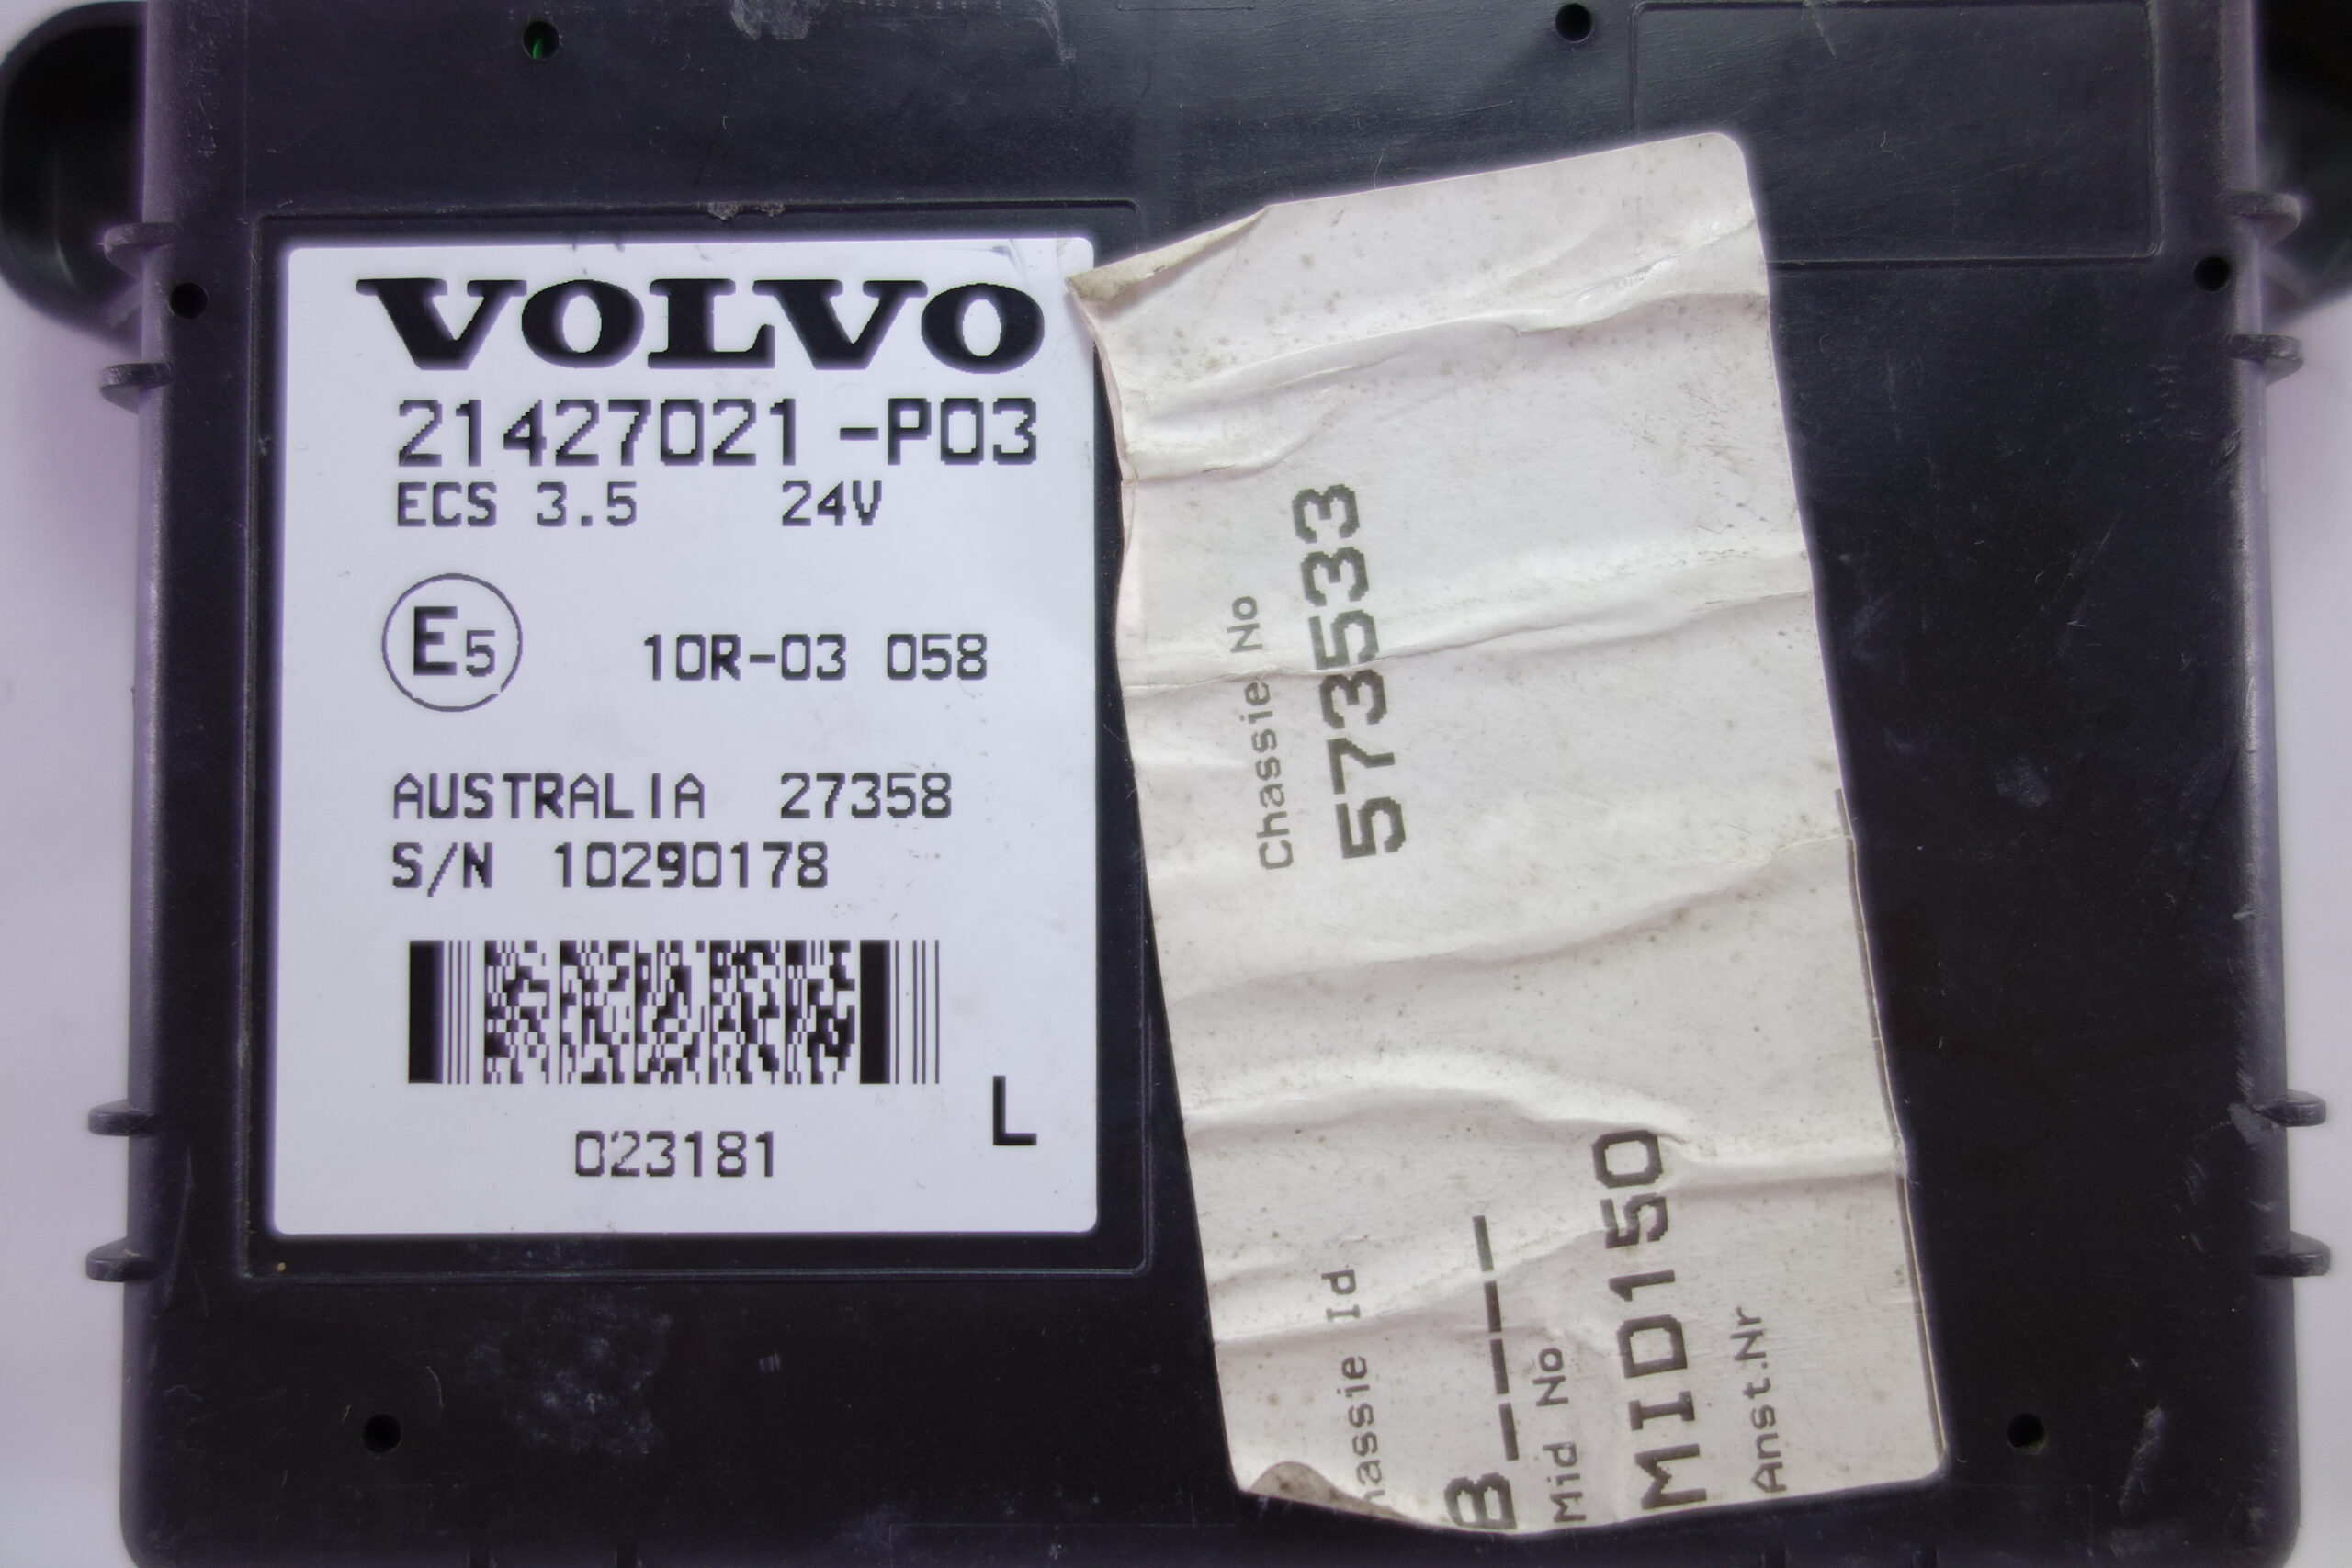 VOLVO
21427021-P03
ECS 3.5 24V
E5 10R-03 058
AUSTRALIA 27358
S/N 10290178
023181
L
Chassie No
573533
hassie Id
B-----
Mid No
MID150
Anst.Nr